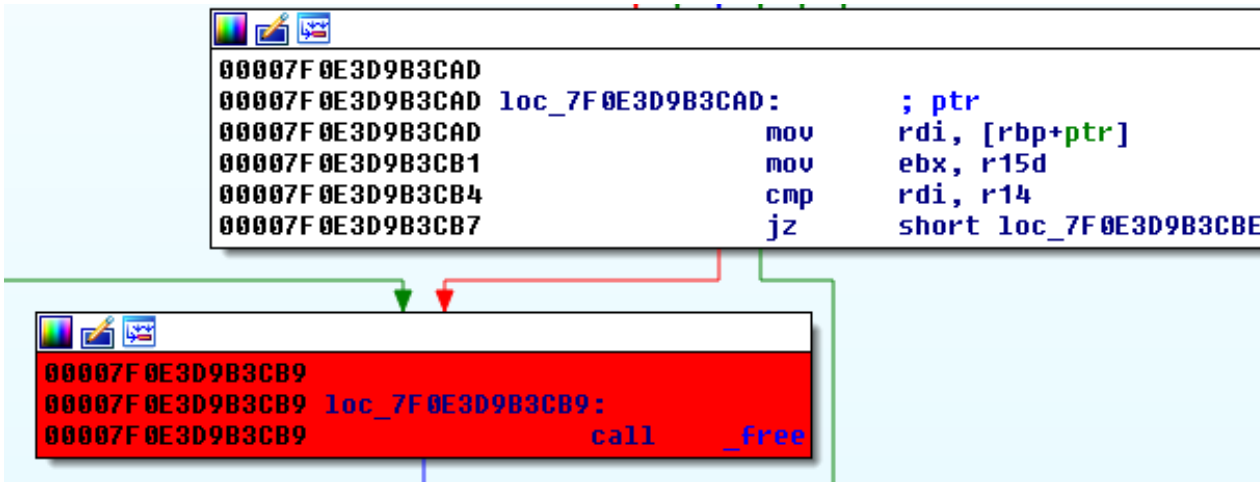 00007F0E3D9B3CAD
00007F0E3D9B3CAD loc_7F0E3D9B3CAD: ; ptr
00007F0E3D9B3CAD mov rdi, [rbp+ptr]
00007F0E3D9B3CB1 mov ebx, r15d
00007F0E3D9B3CB4 cmp rdi, r14
00007F0E3D9B3CB7 jz short loc_7F0E3D9B3CBE
00007F0E3D9B3CB9
00007F0E3D9B3CB9 loc_7F0E3D9B3CB9:
00007F0E3D9B3CB9 call _free